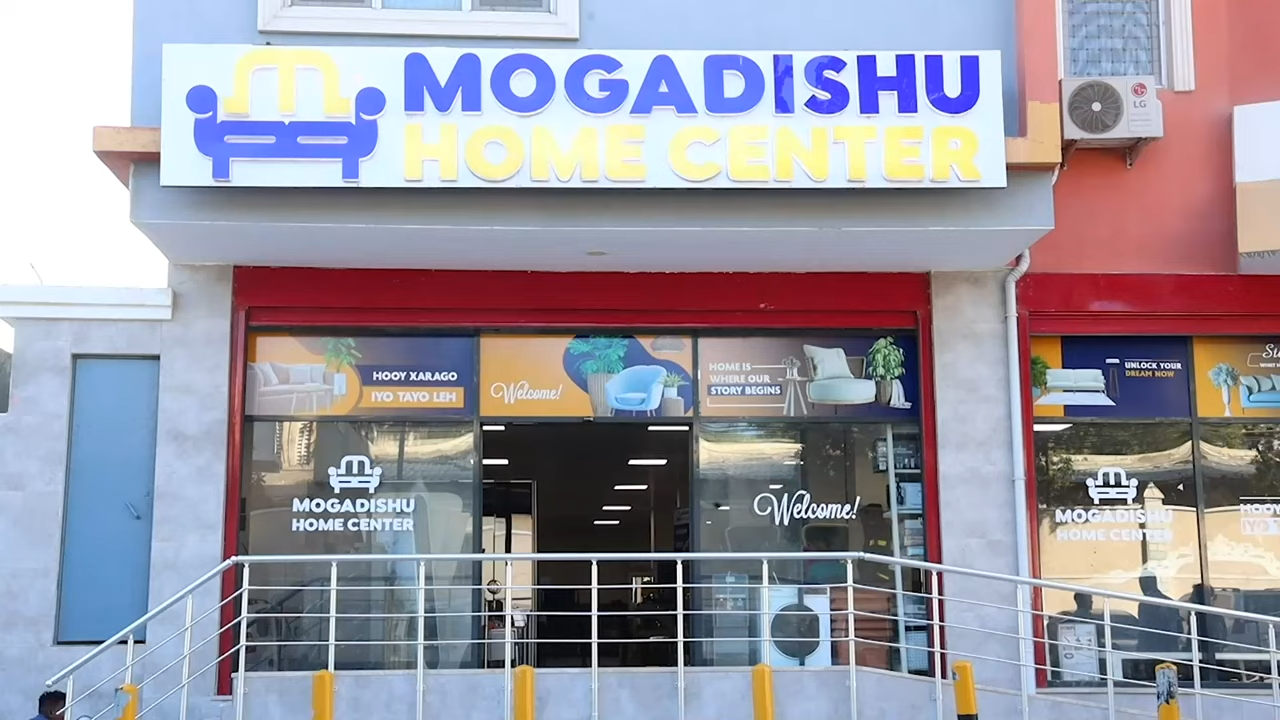 MOGADISHU
HOME CENTER
LG
HOOY XARAGO
IYO TAYO LEH
Welcome!
HOME IS
WHERE OUR
STORY BEGINS
UNLOCK YOUR
DREAM NOW
MOGADISHU
HOME CENTER
Welcome!
MOGADISHU
HOME CENTER